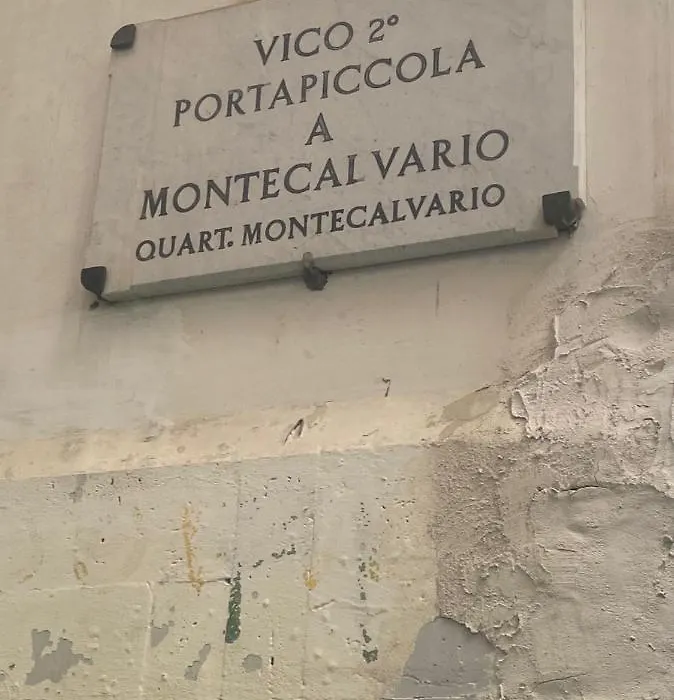 VICO 2°
PORTAPICCOLA
A
MONTECALVARIO
QUART. MONTECALVARIO